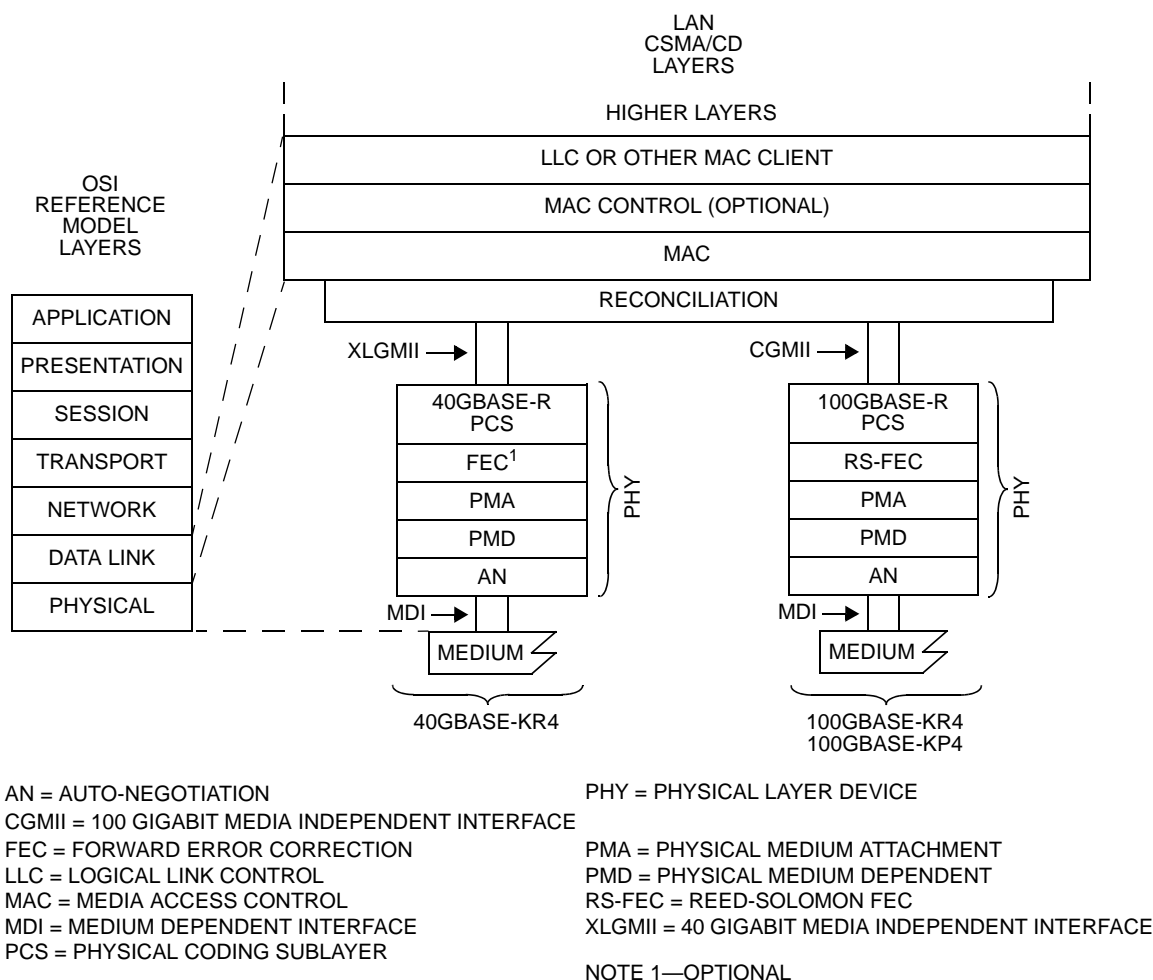 LAN
CSMA/CD
LAYERS
HIGHER LAYERS
LLC OR OTHER MAC CLIENT
MAC CONTROL (OPTIONAL)
MAC
RECONCILIATION
OSI
REFERENCE
MODEL
LAYERS
APPLICATION
PRESENTATION
SESSION
TRANSPORT
NETWORK
DATA LINK
PHYSICAL
XLGMII
40GBASE-R
PCS
FEC1
PMA
PMD
AN
PHY
MDI
MEDIUM
40GBASE-KR4
CGMII
100GBASE-R
PCS
RS-FEC
PMA
PMD
AN
PHY
MDI
MEDIUM
100GBASE-KR4
100GBASE-KP4
AN = AUTO-NEGOTIATION
CGMII = 100 GIGABIT MEDIA INDEPENDENT INTERFACE
FEC = FORWARD ERROR CORRECTION
LLC = LOGICAL LINK CONTROL
MAC = MEDIA ACCESS CONTROL
MDI = MEDIUM DEPENDENT INTERFACE
PCS = PHYSICAL CODING SUBLAYER
PHY = PHYSICAL LAYER DEVICE
PMA = PHYSICAL MEDIUM ATTACHMENT
PMD = PHYSICAL MEDIUM DEPENDENT
RS-FEC = REED-SOLOMON FEC
XLGMII = 40 GIGABIT MEDIA INDEPENDENT INTERFACE
NOTE 1—OPTIONAL